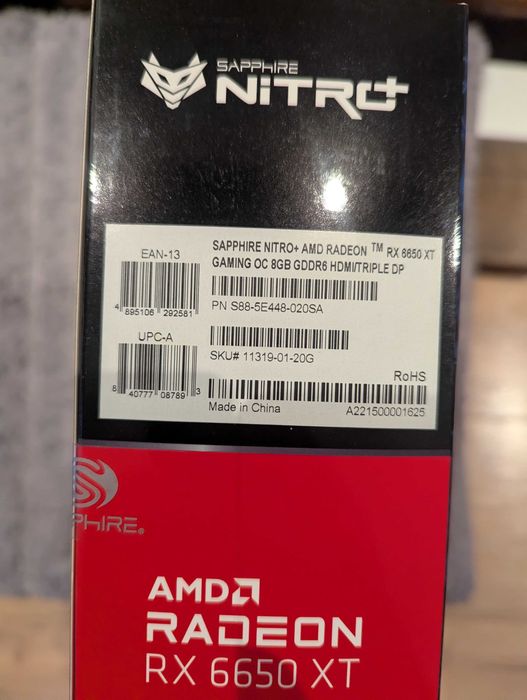 SAPPHIRE
NiTRO+
EAN-13
4 895106 292581
UPC-A
8 40777 08789 3
SAPPHIRE NITRO+ AMD RADEON ™ RX 6650 XT
GAMING OC 8GB GDDR6 HDMI/TRIPLE DP
PN S88-5E448-020SA
SKU# 11319-01-20G
RoHS
Made in China
A221500001625
PHIRE®
AMD
RADEON
RX 6650 XT